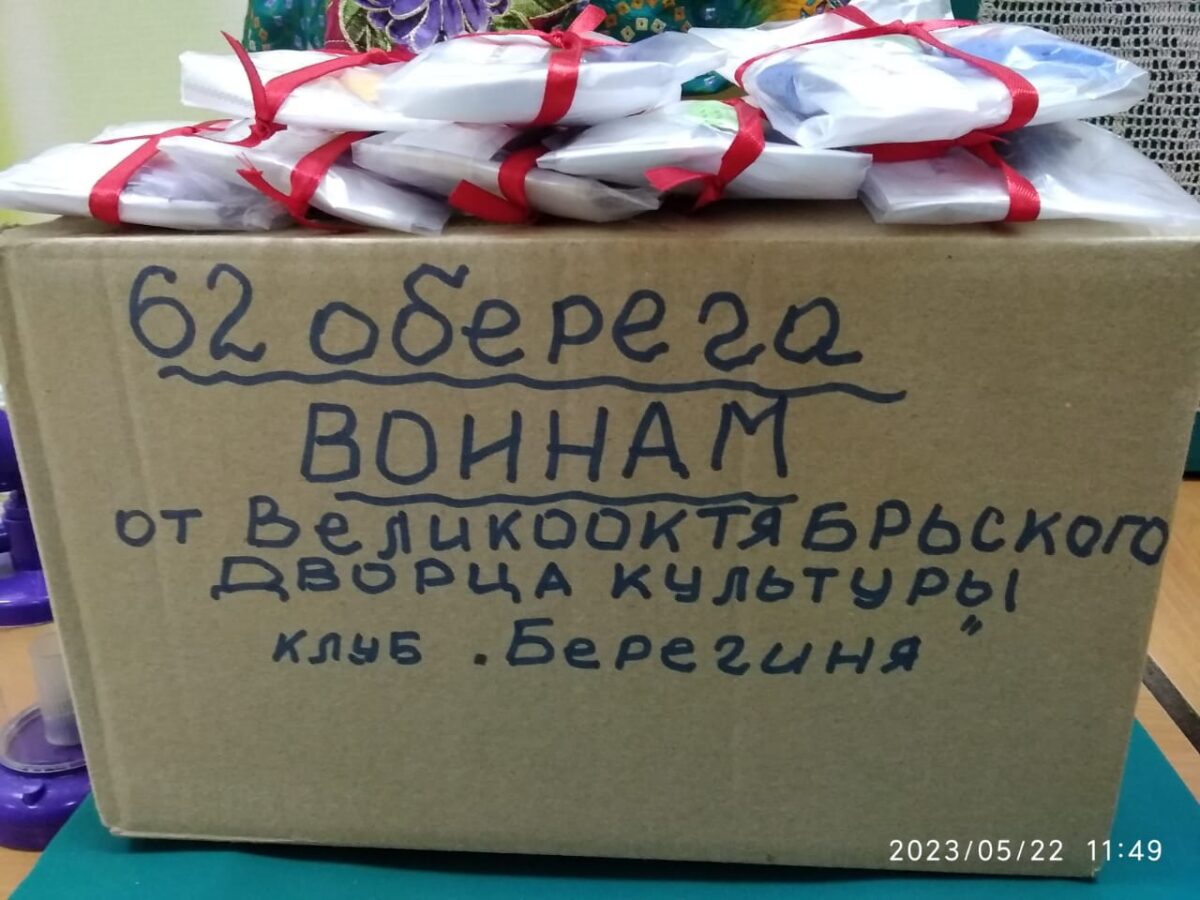 62 оберега
ВОИНАМ
от Великооктябрьского
Дворца культуры
клуб „Берегиня"
2023/05/22 11:49